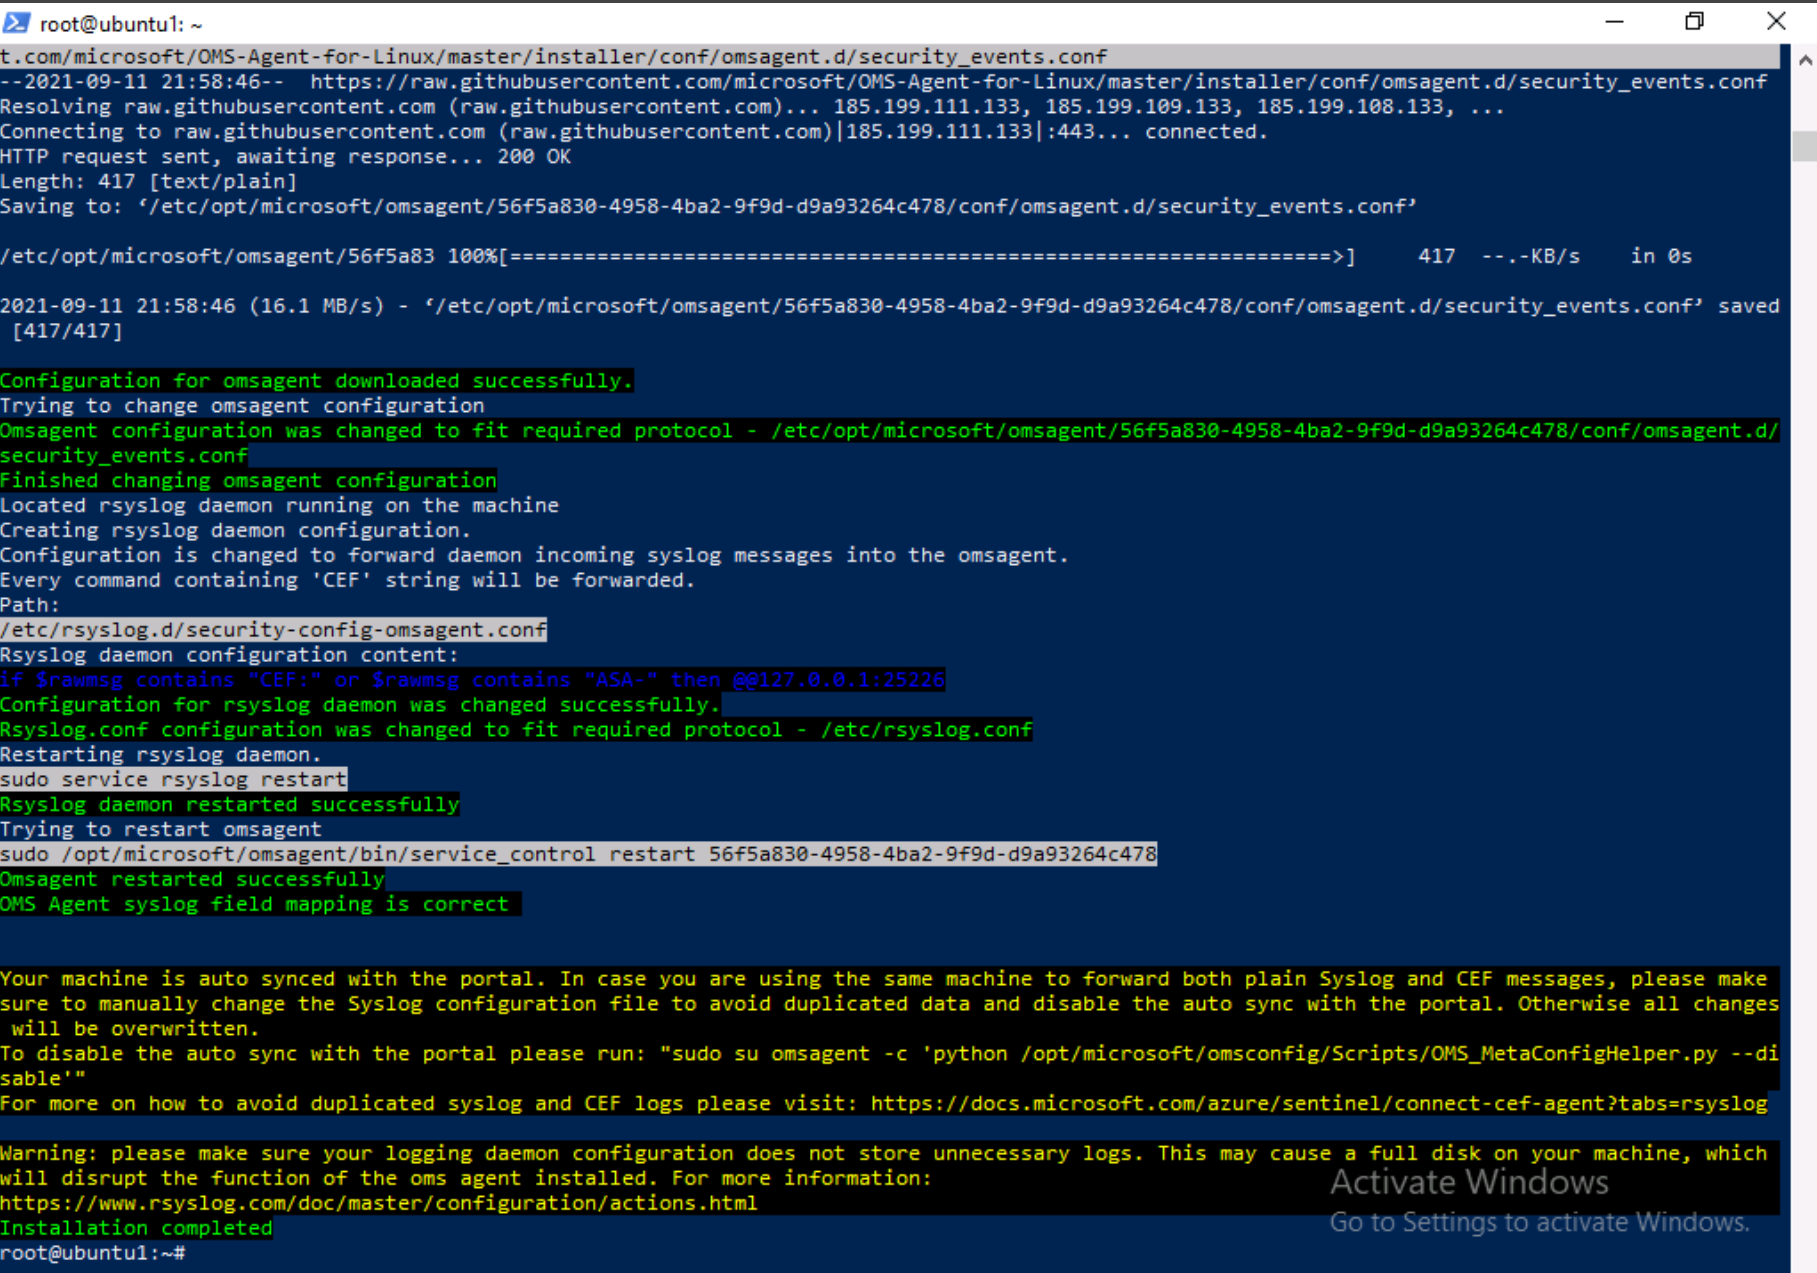 root@ubuntu1: ~
t.com/microsoft/OMS-Agent-for-Linux/master/installer/conf/omsagent.d/security_events.conf
--2021-09-11 21:58:46--  https://raw.githubusercontent.com/microsoft/OMS-Agent-for-Linux/master/installer/conf/omsagent.d/security_events.conf
Resolving raw.githubusercontent.com (raw.githubusercontent.com)... 185.199.111.133, 185.199.109.133, 185.199.108.133, ...
Connecting to raw.githubusercontent.com (raw.githubusercontent.com)|185.199.111.133|:443... connected.
HTTP request sent, awaiting response... 200 OK
Length: 417 [text/plain]
Saving to: ‘/etc/opt/microsoft/omsagent/56f5a830-4958-4ba2-9f9d-d9a93264c478/conf/omsagent.d/security_events.conf’
/etc/opt/microsoft/omsagent/56f5a83 100%[==================================================================>]     417  --.-KB/s    in 0s
2021-09-11 21:58:46 (16.1 MB/s) - ‘/etc/opt/microsoft/omsagent/56f5a830-4958-4ba2-9f9d-d9a93264c478/conf/omsagent.d/security_events.conf’ saved
[417/417]
Configuration for omsagent downloaded successfully.
Trying to change omsagent configuration
Omsagent configuration was changed to fit required protocol - /etc/opt/microsoft/omsagent/56f5a830-4958-4ba2-9f9d-d9a93264c478/conf/omsagent.d/
security_events.conf
Finished changing omsagent configuration
Located rsyslog daemon running on the machine
Creating rsyslog daemon configuration.
Configuration is changed to forward daemon incoming syslog messages into the omsagent.
Every command containing 'CEF' string will be forwarded.
Path:
/etc/rsyslog.d/security-config-omsagent.conf
Rsyslog daemon configuration content:
if $rawmsg contains "CEF:" or $rawmsg contains "ASA-" then @@127.0.0.1:25226
Configuration for rsyslog daemon was changed successfully.
Rsyslog.conf configuration was changed to fit required protocol - /etc/rsyslog.conf
Restarting rsyslog daemon.
sudo service rsyslog restart
Rsyslog daemon restarted successfully
Trying to restart omsagent
sudo /opt/microsoft/omsagent/bin/service_control restart 56f5a830-4958-4ba2-9f9d-d9a93264c478
Omsagent restarted successfully
OMS Agent syslog field mapping is correct
Your machine is auto synced with the portal. In case you are using the same machine to forward both plain Syslog and CEF messages, please make
sure to manually change the Syslog configuration file to avoid duplicated data and disable the auto sync with the portal. Otherwise all changes
will be overwritten.
To disable the auto sync with the portal please run: "sudo su omsagent -c 'python /opt/microsoft/omsconfig/Scripts/OMS_MetaConfigHelper.py --di
sable'"
For more on how to avoid duplicated syslog and CEF logs please visit: https://docs.microsoft.com/azure/sentinel/connect-cef-agent?tabs=rsyslog
Warning: please make sure your logging daemon configuration does not store unnecessary logs. This may cause a full disk on your machine, which
will disrupt the function of the oms agent installed. For more information:
https://www.rsyslog.com/doc/master/configuration/actions.html
Installation completed
root@ubuntu1:~#
Activate Windows
Go to Settings to activate Windows.